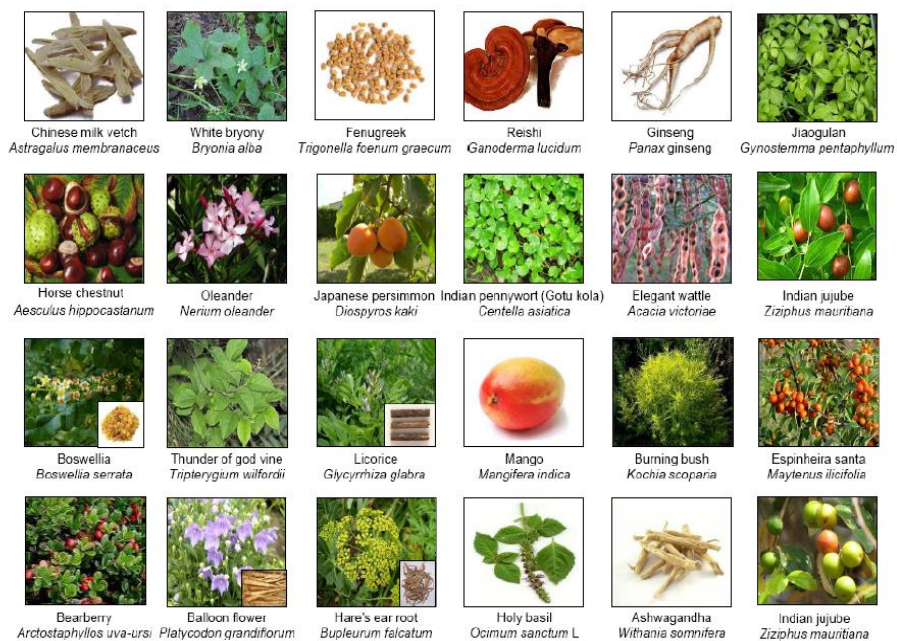 Chinese milk vetch
Astragalus membranaceus
White bryony
Bryonia alba
Fenugreek
Trigonella foenum graecum
Reishi
Ganoderma lucidum
Ginseng
Panax ginseng
Jiaogulan
Gynostemma pentaphyllum
Horse chestnut
Aesculus hippocastanum
Oleander
Nerium oleander
Japanese persimmon
Diospyros kaki
Indian pennywort (Gotu kola)
Centella asiatica
Elegant wattle
Acacia victoriae
Indian jujube
Ziziphus mauritiana
Boswellia
Boswellia serrata
Thunder of god vine
Tripterygium wilfordii
Licorice
Glycyrrhiza glabra
Mango
Mangifera indica
Burning bush
Kochia scoparia
Espinheira santa
Maytenus ilicifolia
Bearberry
Arctostaphyllos uva-ursi
Balloon flower
Platycodon grandiflorum
Hare's ear root
Bupleurum falcatum
Holy basil
Ocimum sanctum L
Ashwagandha
Withania somnifera
Indian jujube
Ziziphus mauritiana